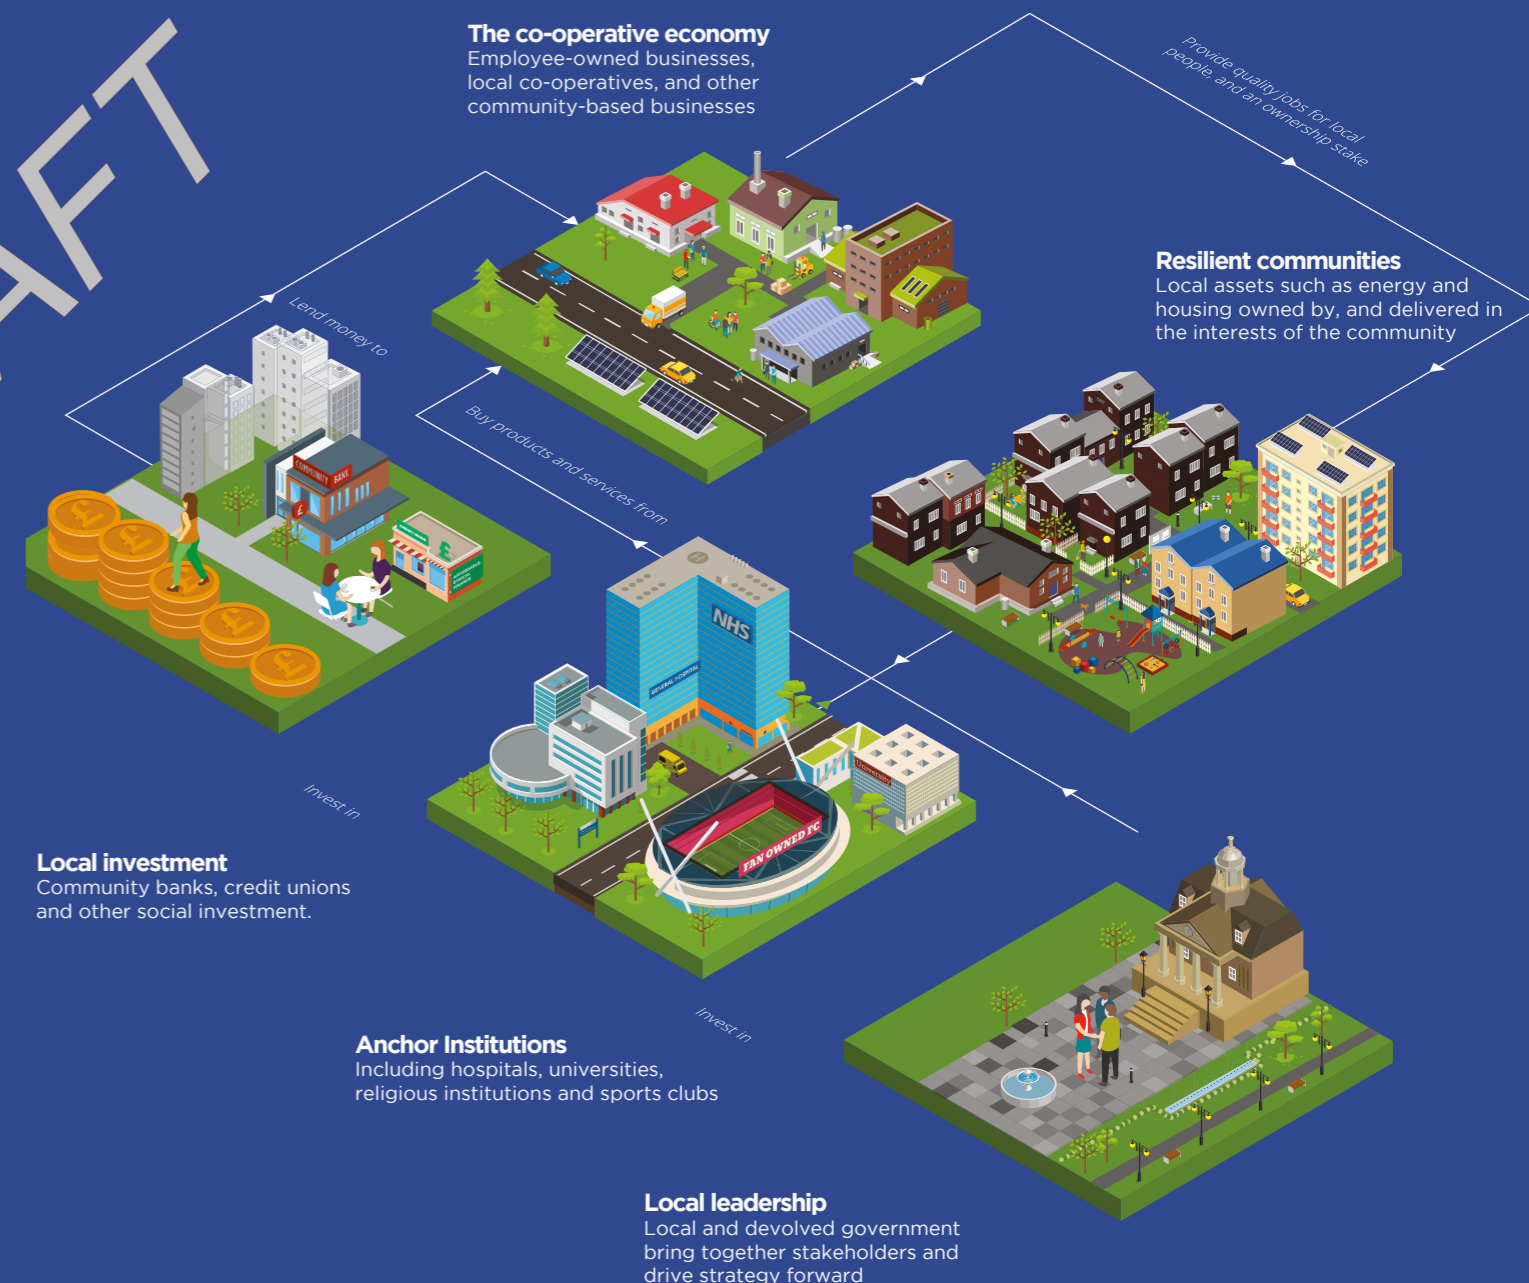 The co-operative economy
Employee-owned businesses,
local co-operatives, and other
community-based businesses
Provide quality jobs for local
people, and an ownership stake
AFT
Resilient communities
Local assets such as energy and
housing owned by, and delivered in
the interests of the community
Lend money to
Buy products and services from
COMMUNITY BANK
£
£
NHS
GENERAL HOSPITAL
University
FAN OWNED FC
Invest in
Local investment
Community banks, credit unions
and other social investment.
Invest in
Anchor Institutions
Including hospitals, universities,
religious institutions and sports clubs
Local leadership
Local and devolved government
bring together stakeholders and
drive strategy forward